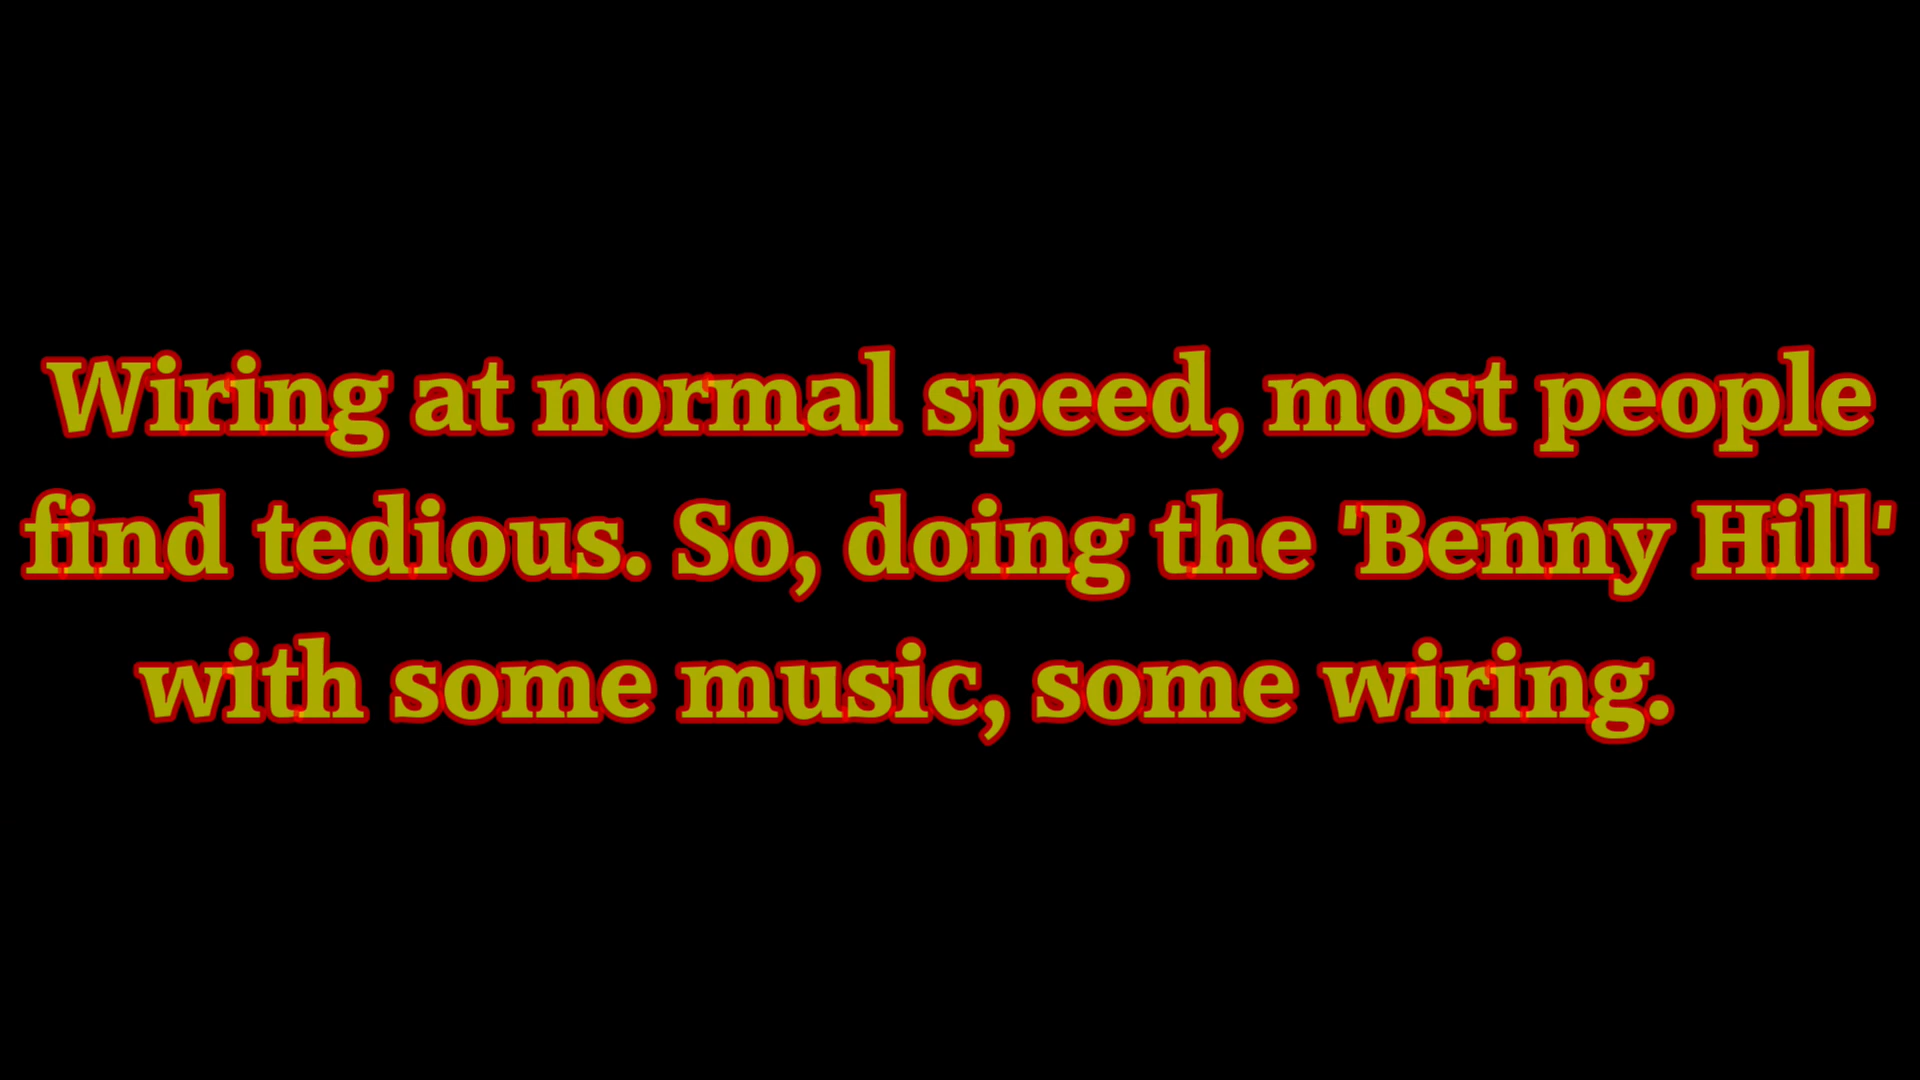 Wiring at normal speed, most people
find tedious. So, doing the 'Benny Hill'
with some music, some wiring.